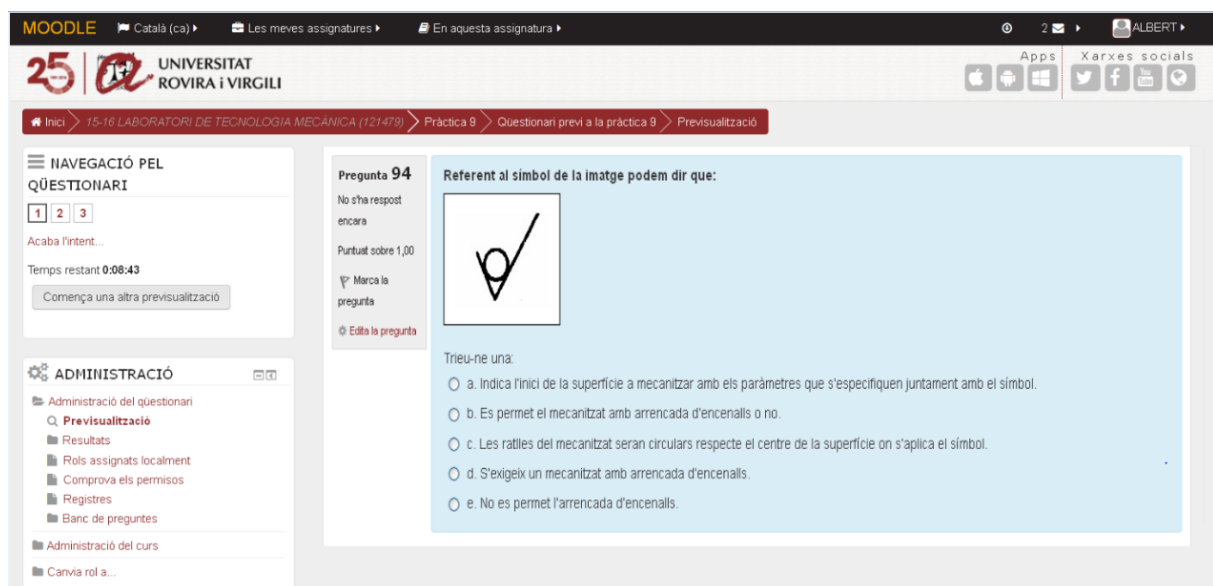 MOODLE Català (ca) Les meves assignatures En aquesta assignatura 2 ALBERT
25 UNIVERSITAT
ROVIRA i VIRGILI
Apps Xarxes socials
Inici 15-16 LABORATORI DE TECNOLOGIA MECÀNICA (121479) Pràctica 9 Qüestionari previ a la pràctica 9 Previsualització
NAVEGACIÓ PEL
QÜESTIONARI
1 2 3
Acaba l'intent...
Temps restant 0:08:43
Comença una altra previsualització
ADMINISTRACIÓ
Administració del qüestionari
Previsualització
Resultats
Rols assignats localment
Comprova els permisos
Registres
Banc de preguntes
Administració del curs
Canvia rol a...
Pregunta 94
No s'ha respost
encara
Puntuat sobre 1,00
Marca la
pregunta
Edita la pregunta
Referent al símbol de la imatge podem dir que:
Trieu-ne una:
a. Indica l'inici de la superfície a mecanitzar amb els paràmetres que s'especifiquen juntament amb el símbol.
b. Es permet el mecanitzat amb arrencada d'encenalls o no.
c. Les ratlles del mecanitzat seran circulars respecte el centre de la superfície on s'aplica el símbol.
d. S'exigeix un mecanitzat amb arrencada d'encenalls.
e. No es permet l'arrencada d'encenalls.